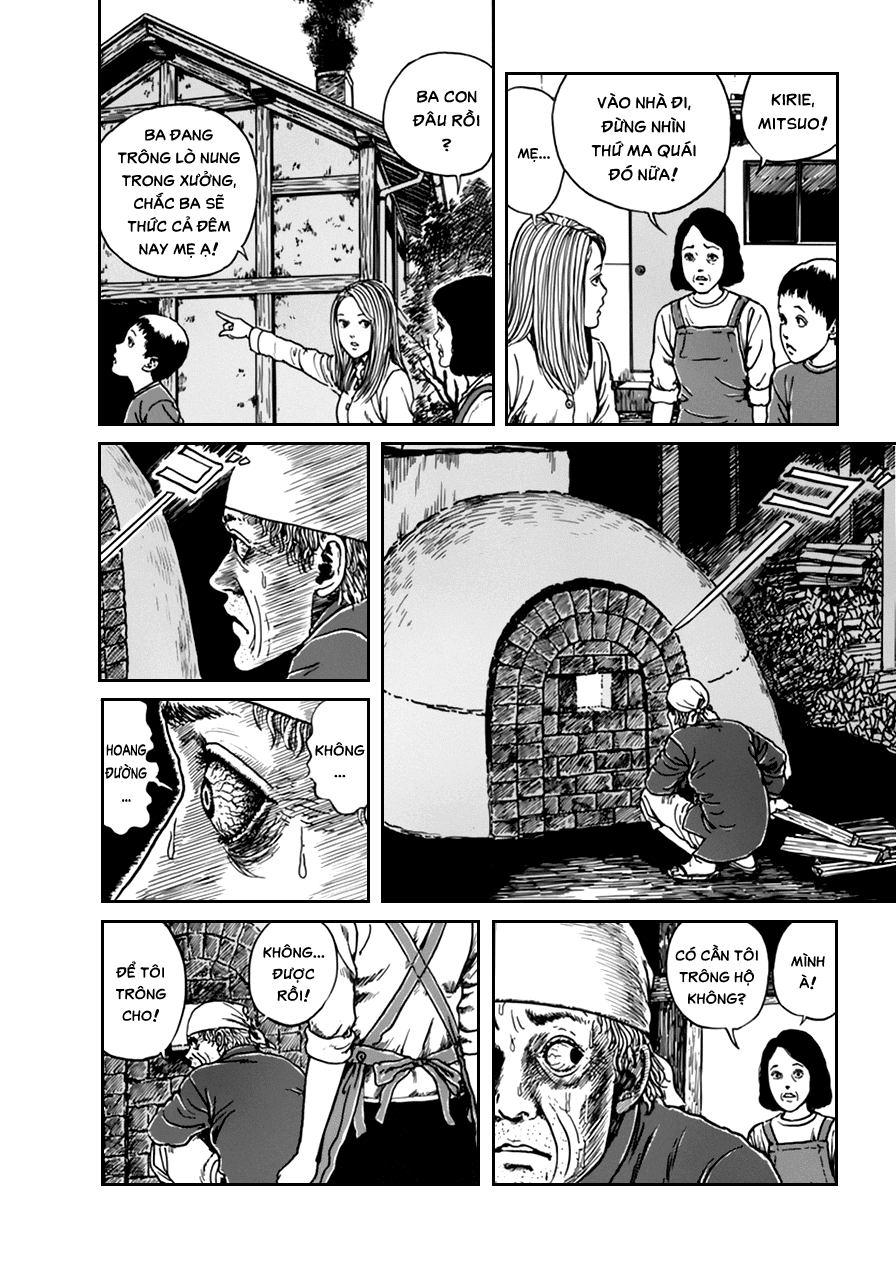 KIRIE,
MITSUO!
VÀO NHÀ ĐI,
ĐỪNG NHÌN
THỨ MA QUÁI
ĐÓ NỮA!
MẸ...
BA CON
ĐÂU RỒI
?
BA ĐANG
TRÔNG LÒ NUNG
TRONG XƯỞNG,
CHẮC BA SẼ
THỨC CẢ ĐÊM
NAY MẸ Ạ!
KHÔNG
...
HOANG
ĐƯỜNG
...
MÌNH
À!
CÓ CẦN TÔI
TRÔNG HỘ
KHÔNG?
KHÔNG...
ĐƯỢC
RỒI!
ĐỂ TÔI
TRÔNG
CHO!